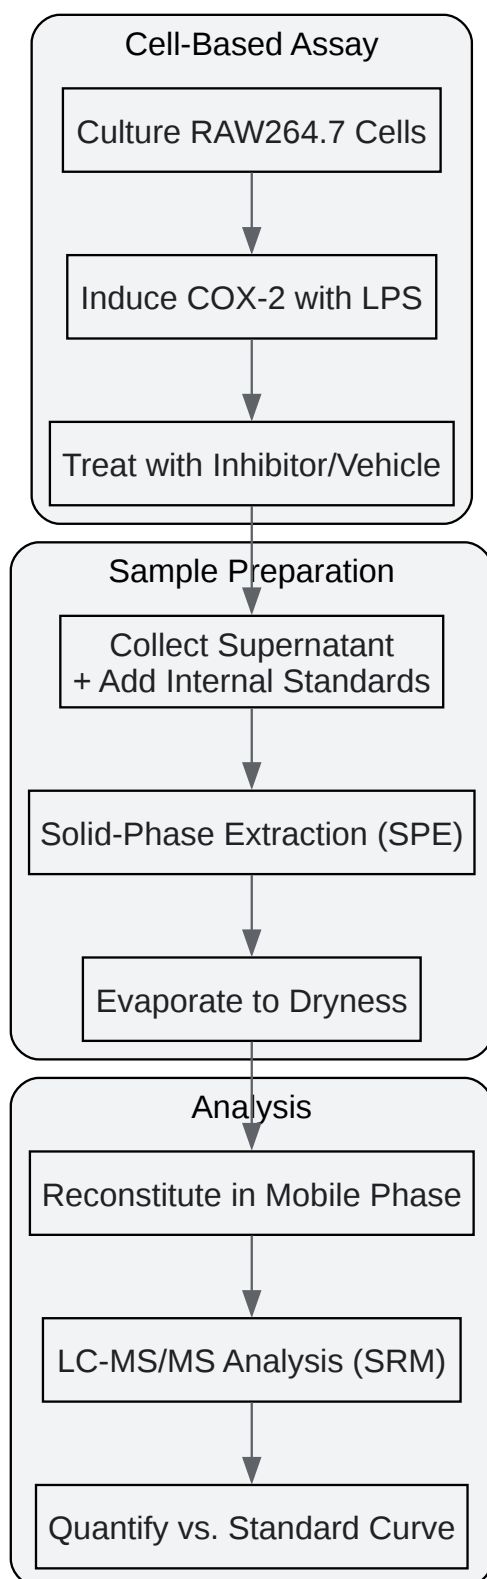 Cell-Based Assay
Culture RAW264.7 Cells
Induce COX-2 with LPS
Treat with Inhibitor/Vehicle
Sample Preparation
Collect Supernatant
+ Add Internal Standards
Solid-Phase Extraction (SPE)
Evaporate to Dryness
Analysis
Reconstitute in Mobile Phase
LC-MS/MS Analysis (SRM)
Quantify vs. Standard Curve